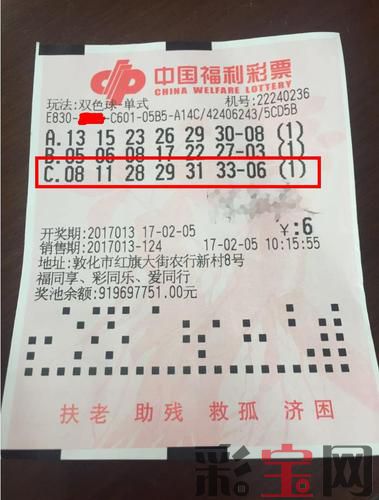 中国福利彩票
CHINA WELFARE LOTTERY
玩法:双色球-单式 机号:22240236
E830- -C601-05B5-A14C/42406243/5CD5B
A.13 15 23 26 29 30-08 (1)
B.05 06 08 17 22 27-03 (1)
C.08 11 28 29 31 33-06 (1)
¥:6
开奖期:2017013 17-02-05
销售期:2017013-124 17-02-05 10:15:55
地址:敦化市红旗大街农行新村8号
福同享、彩同乐、爱同行
奖池余额:919697751.00元
扶老 助残 救孤 济困
彩宝网